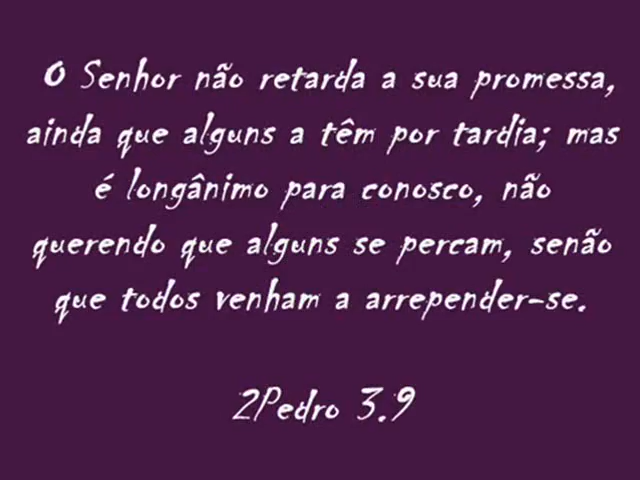 O Senhor não retarda a sua promessa,
ainda que alguns a têm por tardia; mas
é longânimo para conosco, não
querendo que alguns se percam, senão
que todos venham a arrepender-se.
2Pedro 3.9